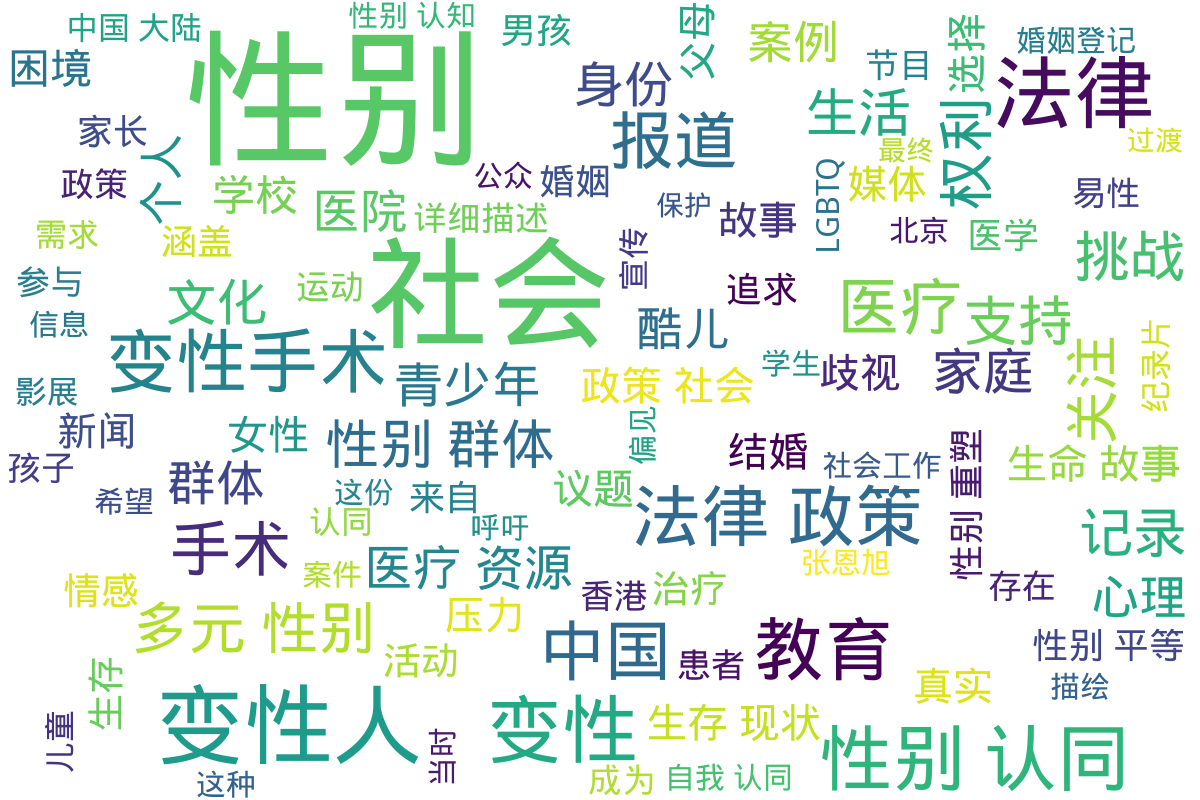 中国 大陆
性别 认知
男孩
父母
案例
选择
婚姻登记
困境
性别
身份
节目
法律
家长
个人
报道
生活
权利
过渡
最终
政策
学校
医院
公众
婚姻
保护
LGBTQ
媒体
易性
需求
涵盖
详细描述
宣传
故事
北京
医学
挑战
参与
文化
运动
社会
追求
医疗
支持
信息
变性手术
酷儿
学生
歧视
家庭
关注
纪录片
影展
青少年
政策 社会
新闻
女性
性别 群体
偏见
结婚
社会工作
性别 重塑
生命 故事
孩子
群体
希望
这份
来自
议题
法律 政策
手术
认同
呼吁
记录
情感
案件
医疗 资源
香港
治疗
张恩旭
存在
心理
多元 性别
压力
中国
教育
性别 平等
生存
活动
患者
真实
描绘
儿童
变性人
当时
变性
生存 现状
性别 认同
这种
成为
自我 认同